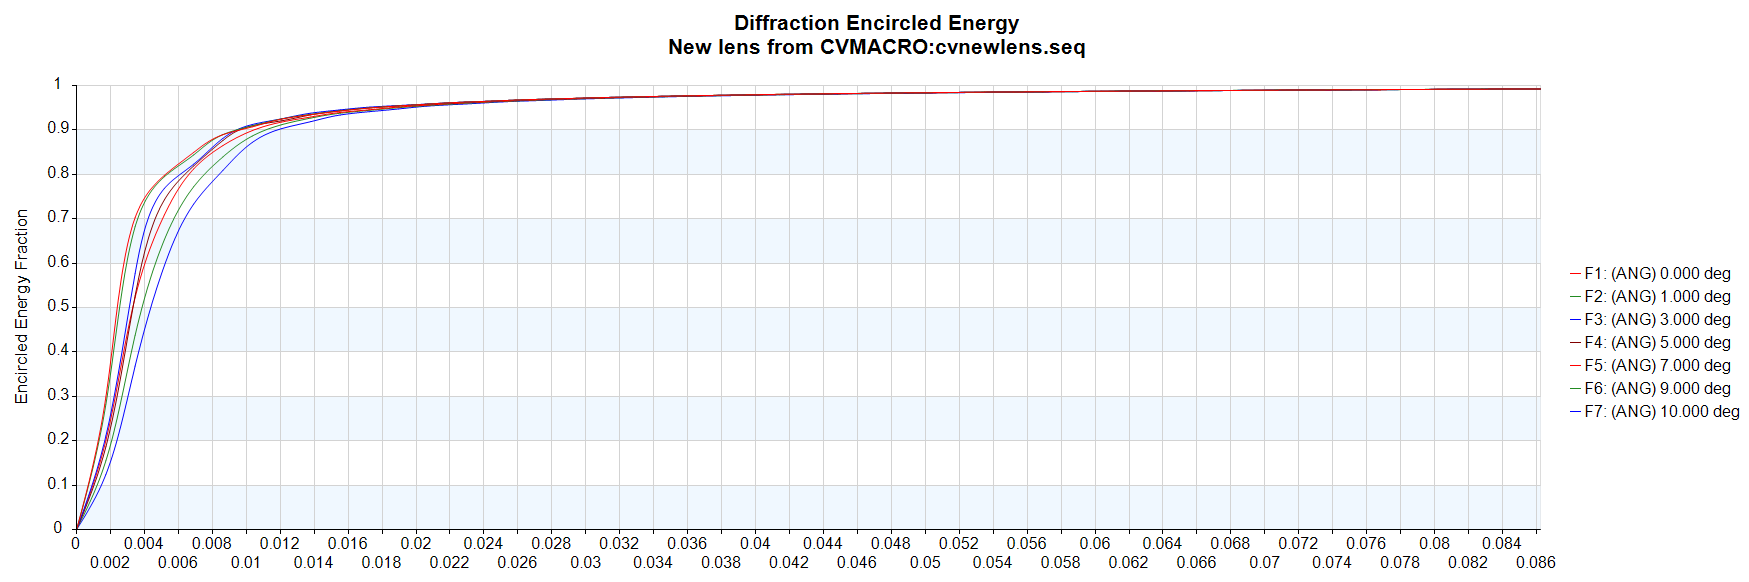 Diffraction Encircled Energy
New lens from CVMACRO:cvnewlens.seq
Encircled Energy Fraction
1
0.9
0.8
0.7
0.6
0.5
0.4
0.3
0.2
0.1
0
0 0.004 0.008 0.012 0.016 0.02 0.024 0.028 0.032 0.036 0.04 0.044 0.048 0.052 0.056 0.06 0.064 0.068 0.072 0.076 0.08 0.084
0.002 0.006 0.01 0.014 0.018 0.022 0.026 0.03 0.034 0.038 0.042 0.046 0.05 0.054 0.058 0.062 0.066 0.07 0.074 0.078 0.082 0.086
F1: (ANG) 0.000 deg
F2: (ANG) 1.000 deg
F3: (ANG) 3.000 deg
F4: (ANG) 5.000 deg
F5: (ANG) 7.000 deg
F6: (ANG) 9.000 deg
F7: (ANG) 10.000 deg